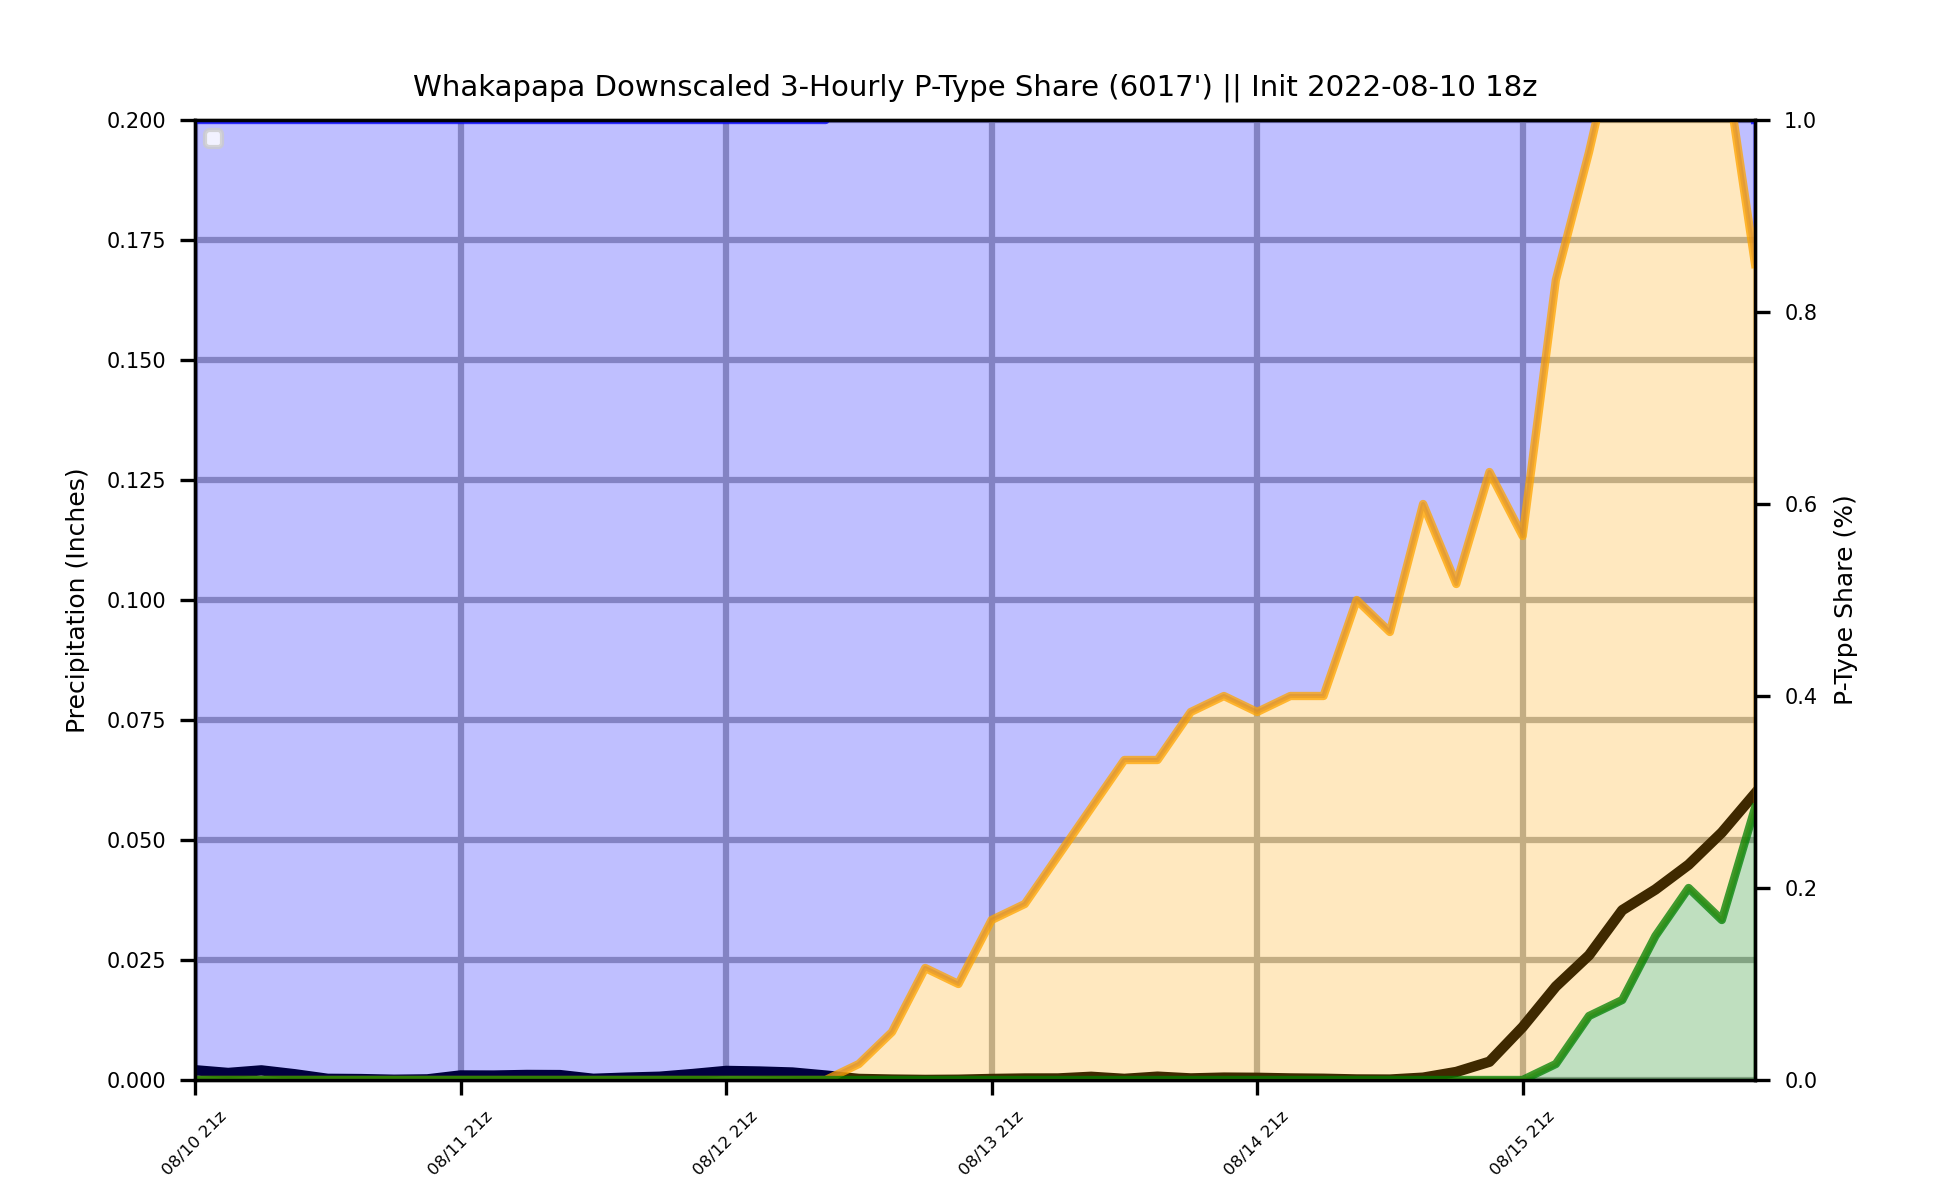 Whakapapa Downscaled 3-Hourly P-Type Share (6017') || Init 2022-08-10 18z
0.200
0.175
0.150
0.125
0.100
0.075
0.050
0.025
0.000
Precipitation (Inches)
1.0
0.8
0.6
0.4
0.2
0.0
P-Type Share (%)
08/10 21z
08/11 21z
08/12 21z
08/13 21z
08/14 21z
08/15 21z